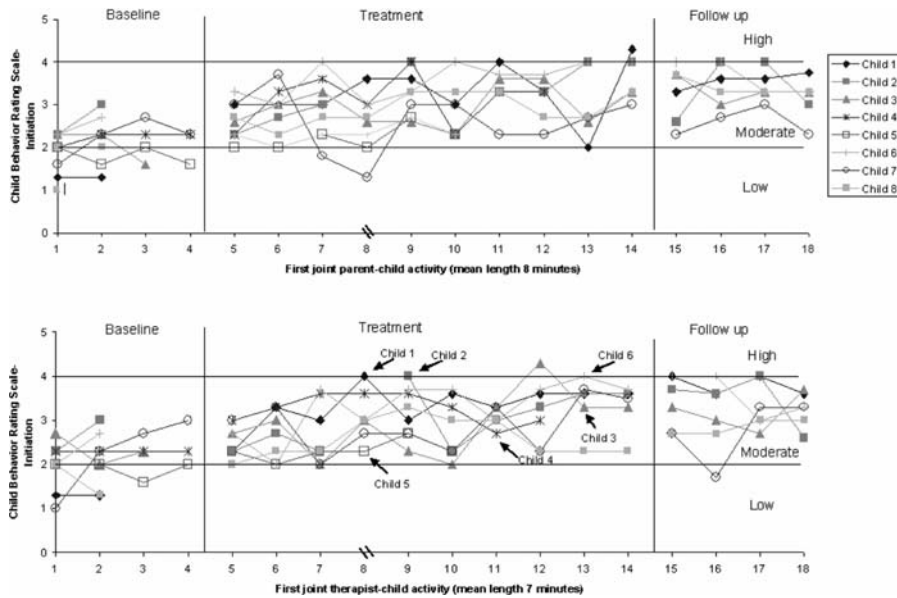 Baseline
Treatment
Follow up
Child Behavior Rating Scale-
Initiation
5
4
3
2
1
0
High
Moderate
Low
1 2 3 4 5 6 7 8 9 10 11 12 13 14 15 16 17 18
First joint parent-child activity (mean length 8 minutes)
Child 1
Child 2
Child 3
Child 4
Child 5
Child 6
Child 7
Child 8
Baseline
Treatment
Follow up
Child Behavior Rating Scale-
Initiation
5
4
3
2
1
0
Child 1
Child 2
Child 6
Child 3
Child 4
Child 5
High
Moderate
Low
1 2 3 4 5 6 7 8 9 10 11 12 13 14 15 16 17 18
First joint therapist-child activity (mean length 7 minutes)